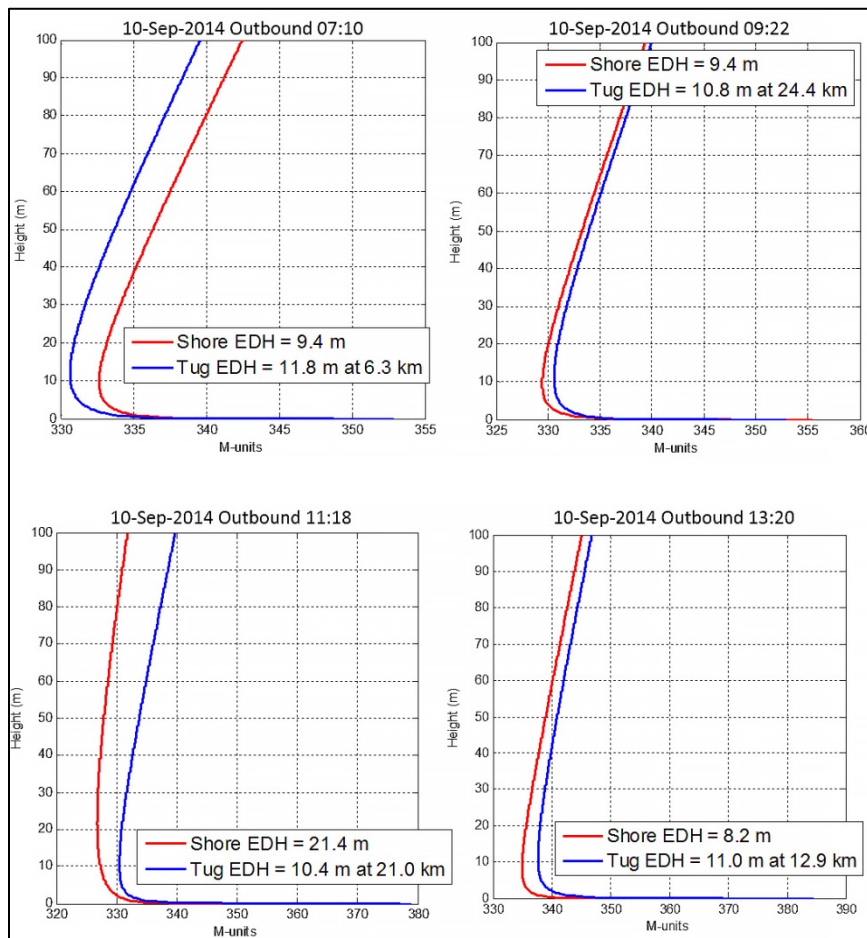 10-Sep-2014 Outbound 07:10
100
90
80
70
60
50
40
30
20
10
0
Height (m)
Shore EDH = 9.4 m
Tug EDH = 11.8 m at 6.3 km
330 335 340 345 350 355
M-units
10-Sep-2014 Outbound 09:22
100
90
80
70
60
50
40
30
20
10
0
Height (m)
Shore EDH = 9.4 m
Tug EDH = 10.8 m at 24.4 km
325 330 335 340 345 350 355 360
M-units
10-Sep-2014 Outbound 11:18
100
90
80
70
60
50
40
30
20
10
0
Height (m)
Shore EDH = 21.4 m
Tug EDH = 10.4 m at 21.0 km
320 330 340 350 360 370 380
M-units
10-Sep-2014 Outbound 13:20
100
90
80
70
60
50
40
30
20
10
0
Height (m)
Shore EDH = 8.2 m
Tug EDH = 11.0 m at 12.9 km
330 340 350 360 370 380 390
M-units